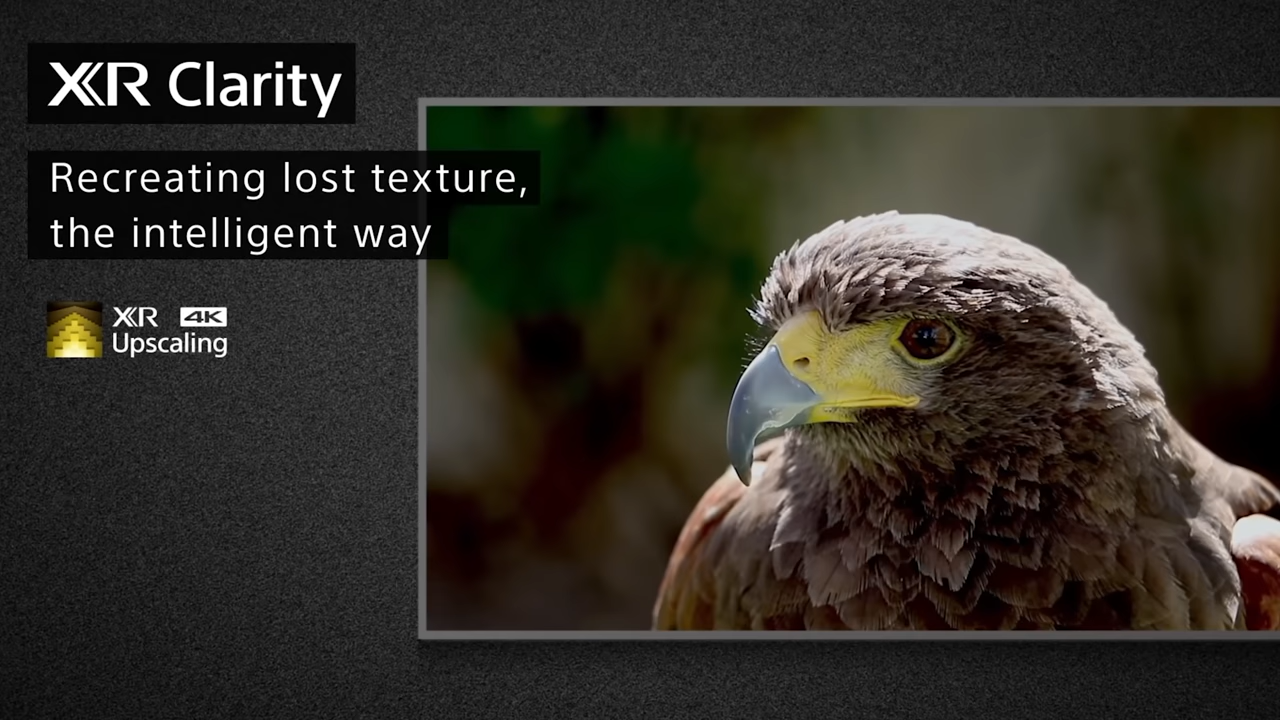 XR Clarity
Recreating lost texture,
the intelligent way
XR 4K
Upscaling